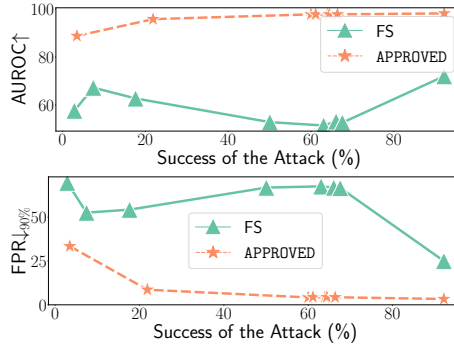 100
80
60
AUROC↑
FS
APPROVED
0 20 40 60 80
Success of the Attack (%)
50
25
0
FPR↓90%
FS
APPROVED
0 20 40 60 80
Success of the Attack (%)